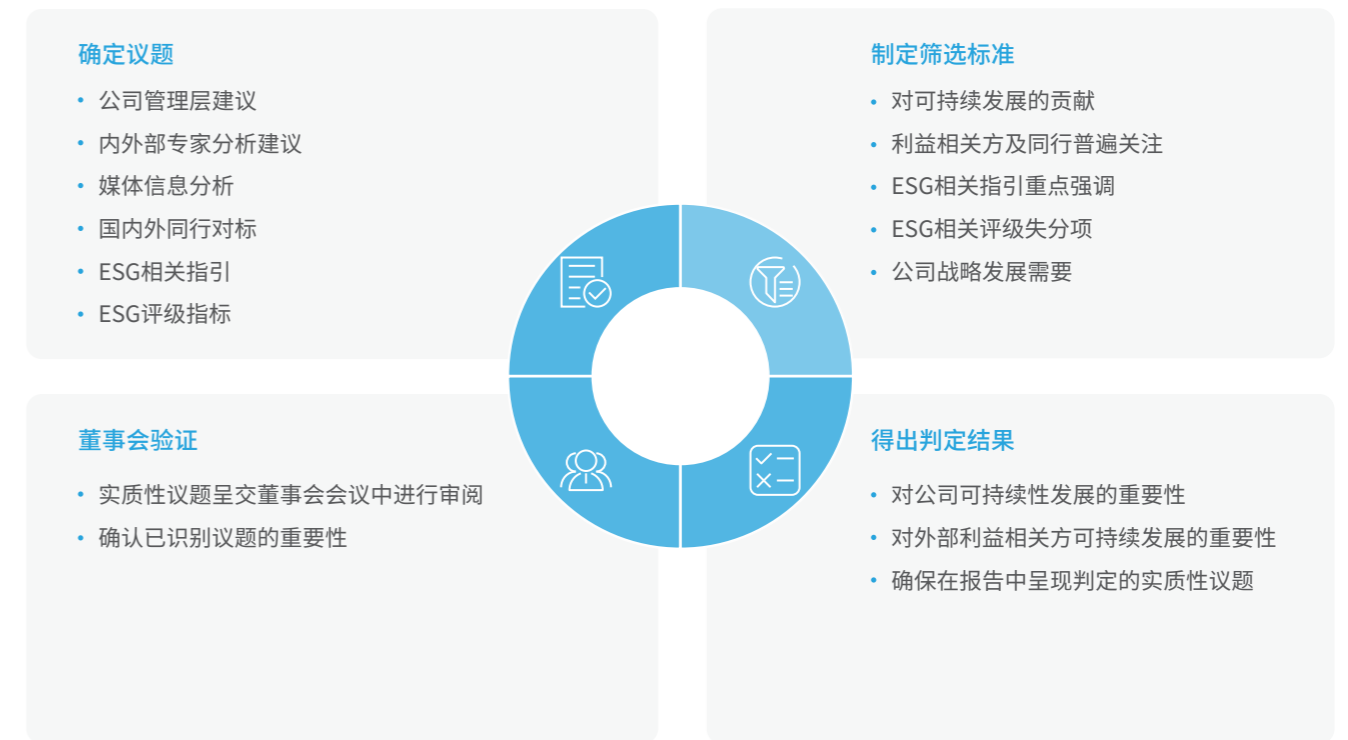 确定议题
• 公司管理层建议
• 内外部专家分析建议
• 媒体信息分析
• 国内外同行对标
• ESG相关指引
• ESG评级指标
制定筛选标准
• 对可持续发展的贡献
• 利益相关方及同行普遍关注
• ESG相关指引重点强调
• ESG相关评级失分项
• 公司战略发展需要
董事会验证
• 实质性议题呈交董事会会议中进行审阅
• 确认已识别议题的重要性
得出判定结果
• 对公司可持续性发展的重要性
• 对外部利益相关方可持续发展的重要性
• 确保在报告中呈现判定的实质性议题